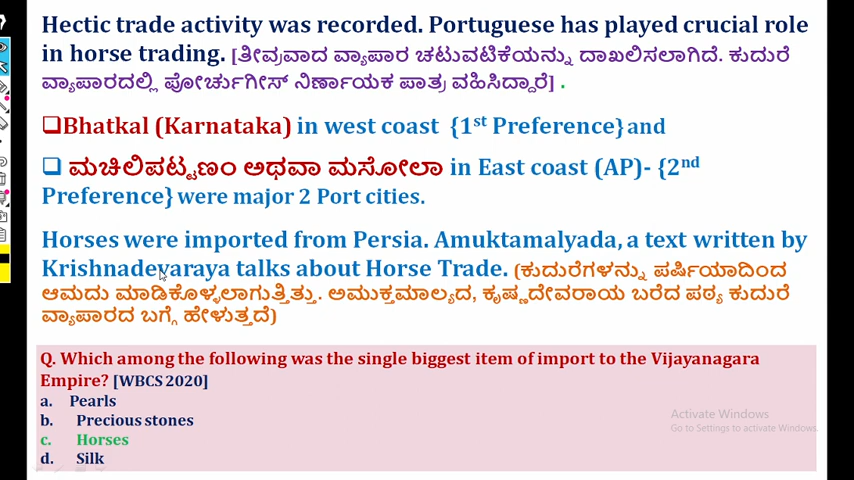 Hectic trade activity was recorded. Portuguese has played crucial role
in horse trading. [ತೀವ್ರವಾದ ವ್ಯಾಪಾರ ಚಟುವಟಿಕೆಯನ್ನು ದಾಖಲಿಸಲಾಗಿದೆ. ಕುದುರೆ
ವ್ಯಾಪಾರದಲ್ಲಿ ಪೋರ್ಚುಗೀಸ್ ನಿರ್ಣಾಯಕ ಪಾತ್ರ ವಹಿಸಿದ್ದಾರೆ] .
❑Bhatkal (Karnataka) in west coast {1st Preference} and
❑ ಮಚಿಲಿಪಟ್ಟಣಂ ಅಥವಾ ಮಸೋಲಾ in East coast (AP)- {2nd
Preference} were major 2 Port cities.
Horses were imported from Persia. Amuktamalyada, a text written by
Krishnadevaraya talks about Horse Trade. (ಕುದುರೆಗಳನ್ನು ಪರ್ಷಿಯಾದಿಂದ
ಆಮದು ಮಾಡಿಕೊಳ್ಳಲಾಗುತ್ತಿತ್ತು. ಅಮುಕ್ತಮಾಲ್ಯದ, ಕೃಷ್ಣದೇವರಾಯ ಬರೆದ ಪಠ್ಯ ಕುದುರೆ
ವ್ಯಾಪಾರದ ಬಗ್ಗೆ ಹೇಳುತ್ತದೆ)
Q. Which among the following was the single biggest item of import to the Vijayanagara
Empire? [WBCS 2020]
a. Pearls
b. Precious stones
c. Horses
d. Silk
Activate Windows
Go to Settings to activate Windows.